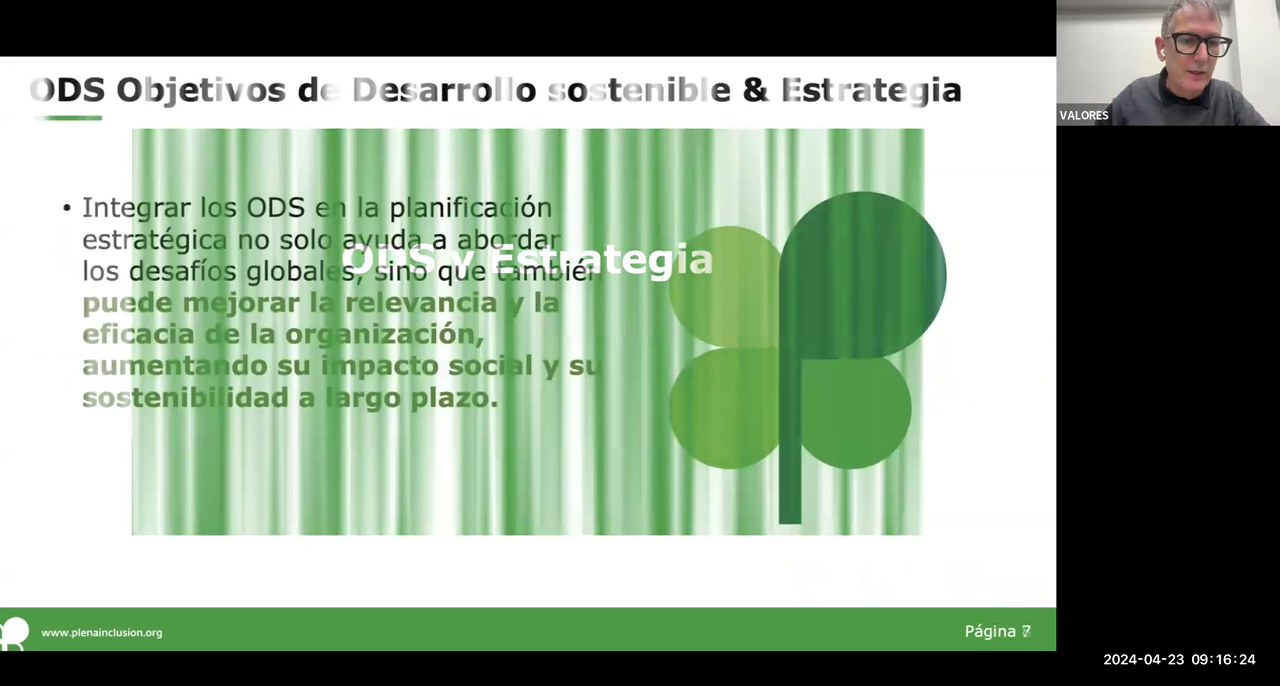 ODS Objetivos de Desarrollo sostenible & Estrategia
• Integrar los ODS en la planificación
estratégica no solo ayuda a abordar
los desafíos globales, sino que también
puede mejorar la relevancia y la
eficacia de la organización,
aumentando su impacto social y su
sostenibilidad a largo plazo.
ODS y Estrategia
www.plenainclusion.org
Página
VALORES
2024-04-23 09:16:24